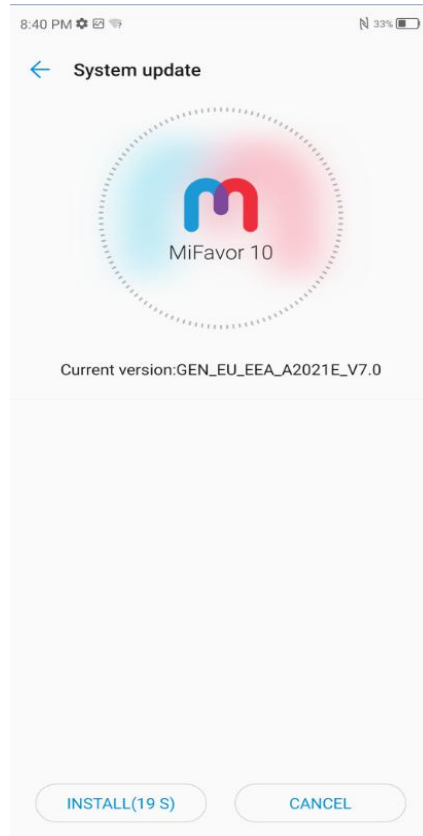 8:40 PM 33%
System update
MiFavor 10
Current version:GEN_EU_EEA_A2021E_V7.0
INSTALL(19 S) CANCEL